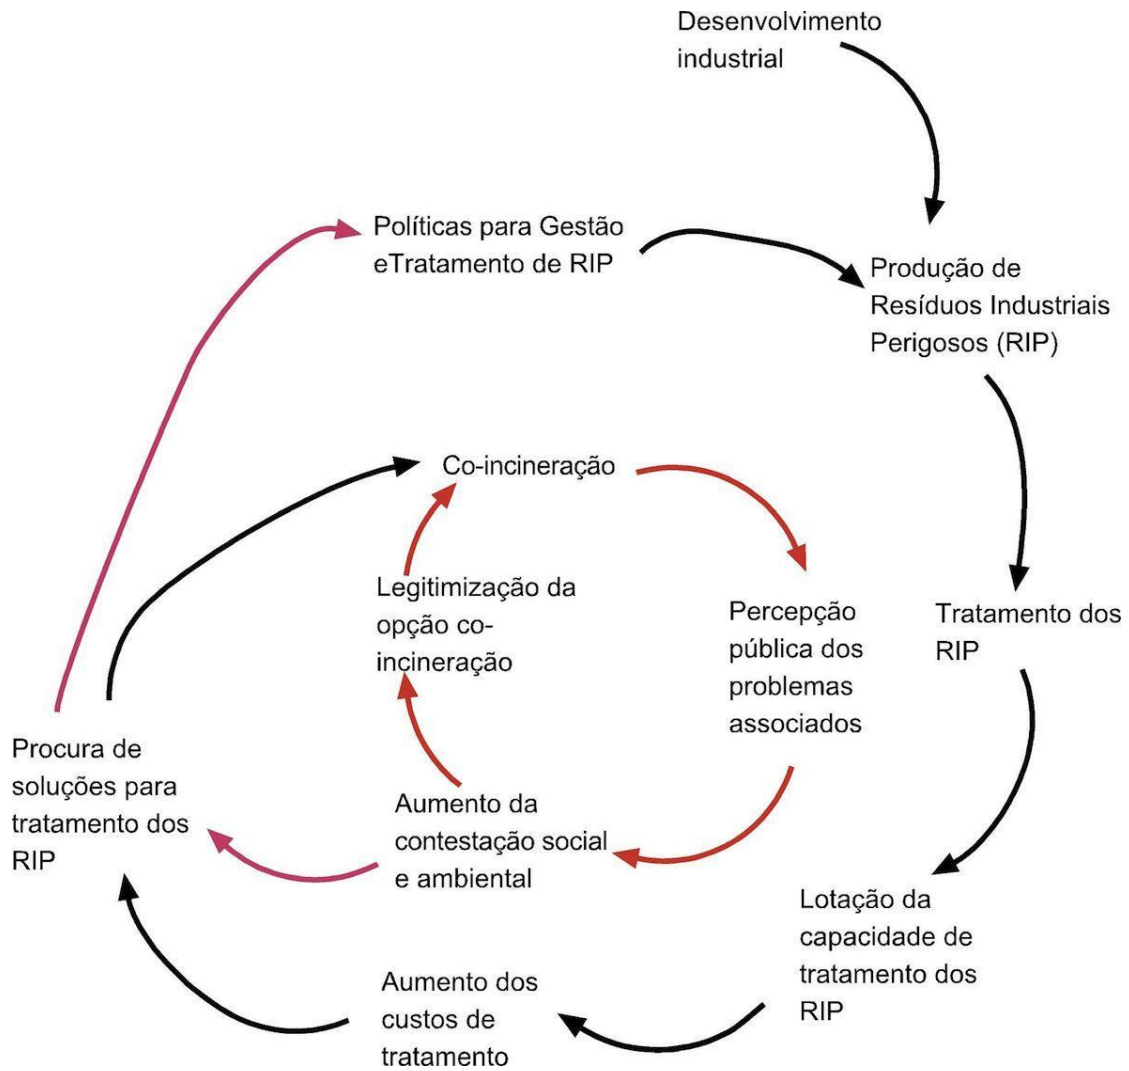 Desenvolvimento
industrial
Políticas para Gestão
eTratamento de RIP
Produção de
Resíduos Industriais
Perigosos (RIP)
Co-incineração
Legitimização da
opção co-
incineração
Percepção
pública dos
problemas
associados
Tratamento dos
RIP
Procura de
soluções para
tratamento dos
RIP
Aumento da
contestação social
e ambiental
Lotação da
capacidade de
tratamento dos
RIP
Aumento dos
custos de
tratamento